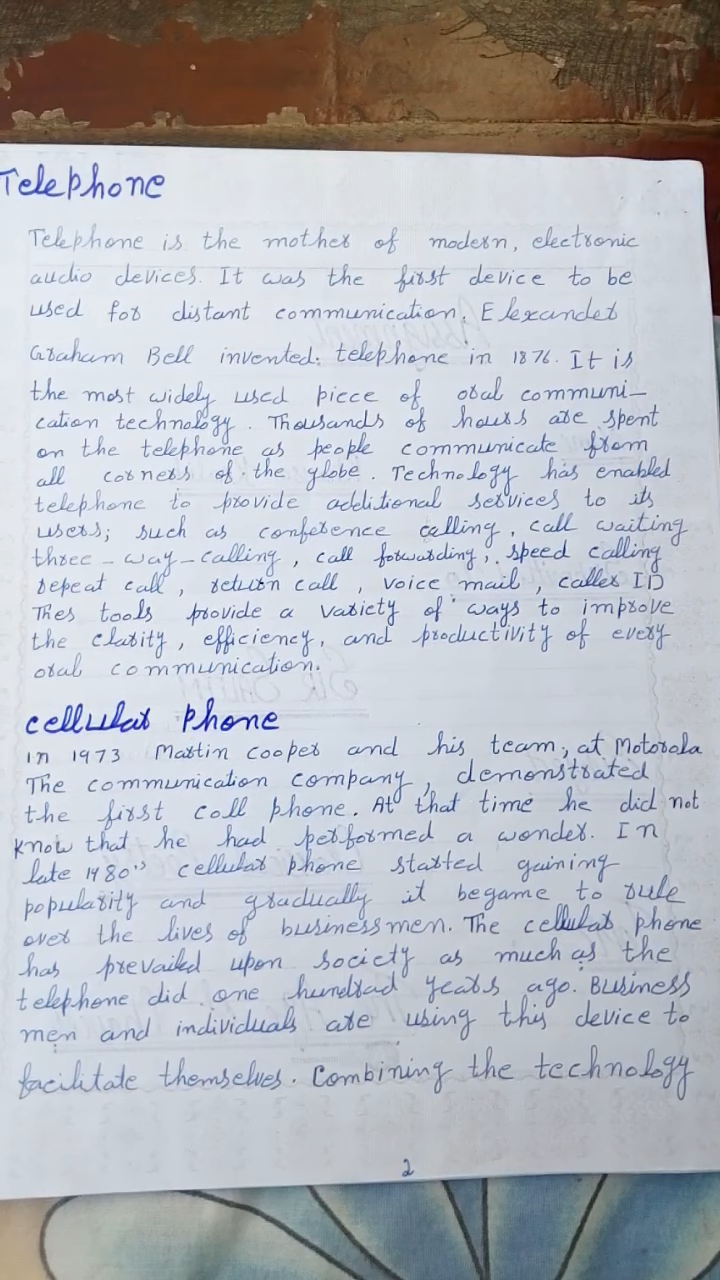 Telephone
Telephone is the mother of modern, electronic
audio devices. It was the first device to be
used for distant communication. Elexander
Graham Bell invented: telephone in 1876. It is
the most widely used piece of oral communi-
cation technology. Thousands of hours are spent
on the telephone as people communicate from
all corners of the globe. Technology has enabled
telephone to provide additional services to its
users; such as conference calling, call waiting
three-way-calling, call forwarding, speed calling
repeat call, return call, voice mail, caller ID
Thes tools provide a variety of ways to improve
the clarity, efficiency, and productivity of every
oral communication.
cellular phone
in 1973 Martin cooper and his team, at Motorola
The communication company, demonstrated
the first coll phone. At that time he did not
know that he had performed a wonder. In
late 1980's cellular phone started gaining
popularity and gradually it begame to rule
over the lives of businessmen. The cellular phone
has prevailed upon society as much as the
telephone did one hundrad years ago. Business
men and individuals are using this device to
facilitate themselves. Combining the technology
2